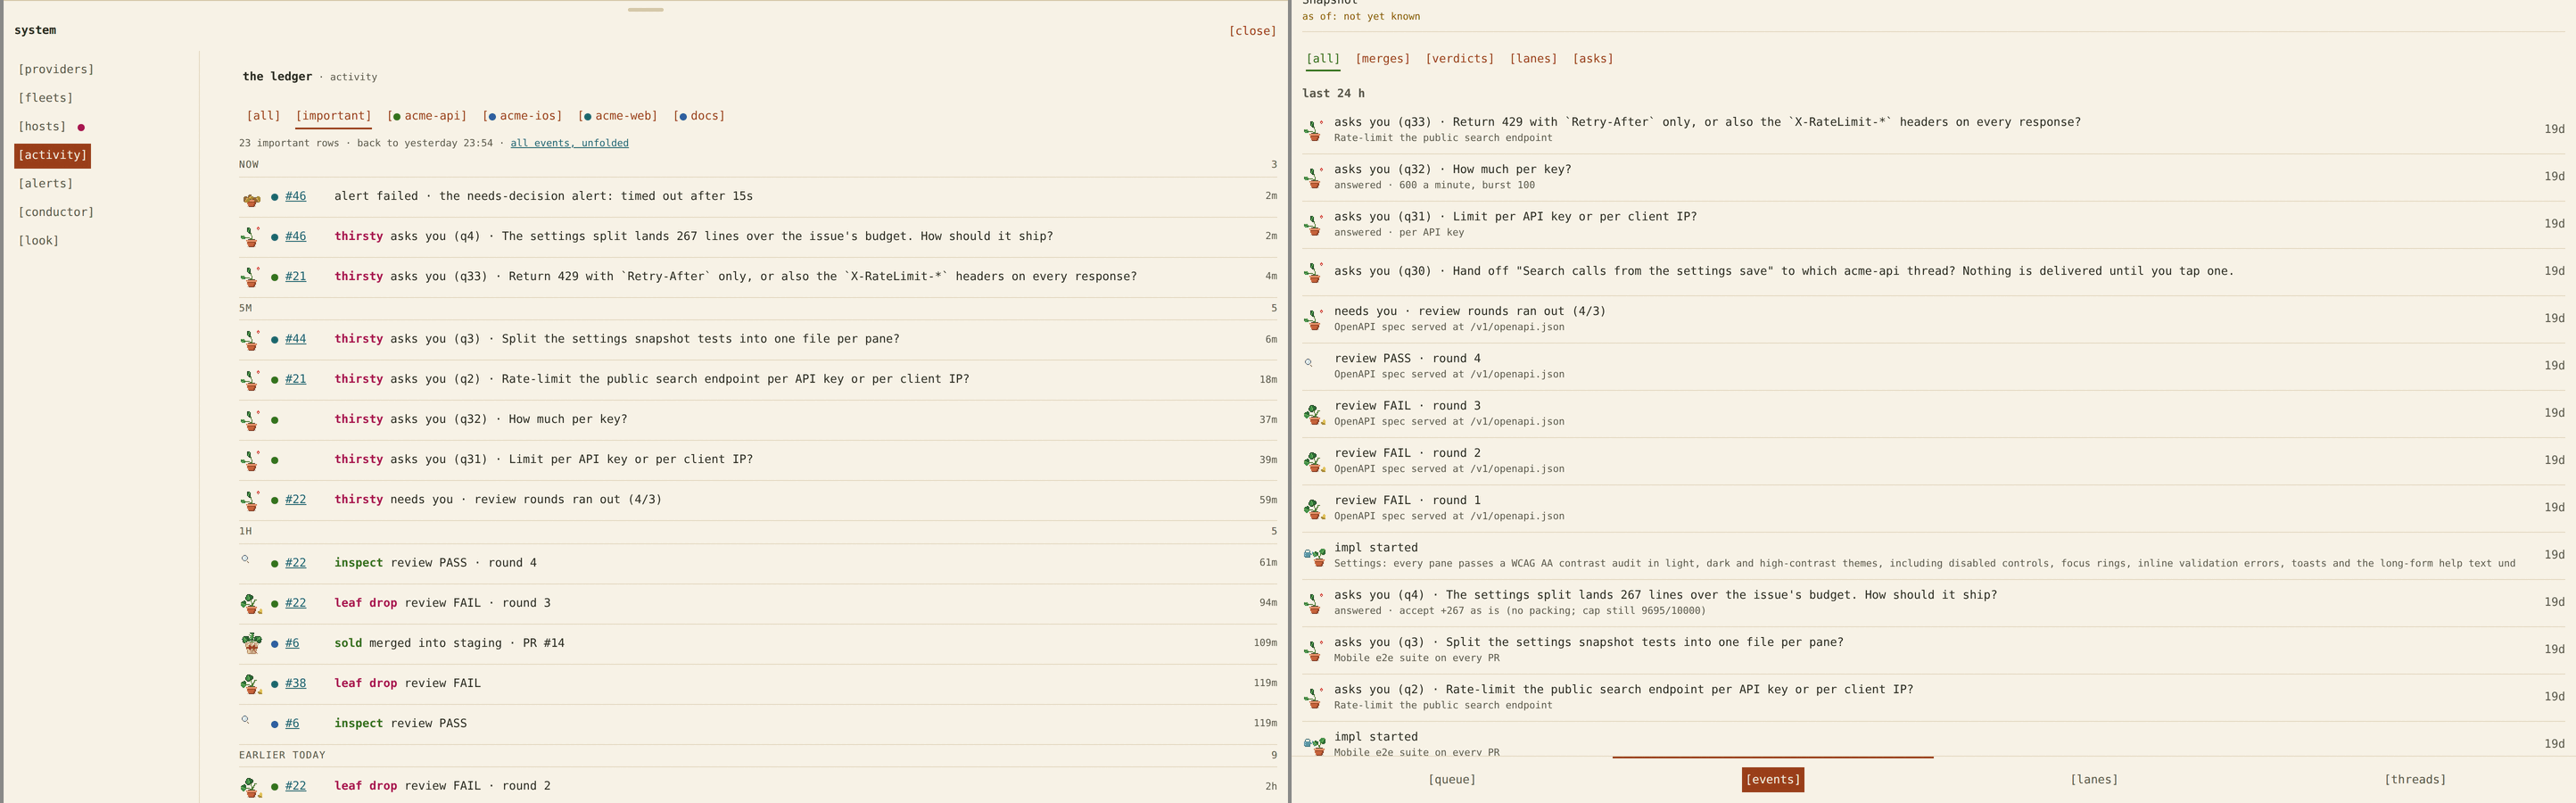 system
[close]
[providers]
[fleets]
[hosts]
[activity]
[alerts]
[conductor]
[look]
the ledger · activity
[all] [important] [● acme-api] [● acme-ios] [● acme-web] [● docs]
23 important rows · back to yesterday 23:54 · all events, unfolded
NOW 3
#46 alert failed · the needs-decision alert: timed out after 15s 2m
#46 thirsty asks you (q4) · The settings split lands 267 lines over the issue's budget. How should it ship? 2m
#21 thirsty asks you (q33) · Return 429 with `Retry-After` only, or also the `X-RateLimit-*` headers on every response? 4m
5M 5
#44 thirsty asks you (q3) · Split the settings snapshot tests into one file per pane? 6m
#21 thirsty asks you (q2) · Rate-limit the public search endpoint per API key or per client IP? 18m
thirsty asks you (q32) · How much per key? 37m
thirsty asks you (q31) · Limit per API key or per client IP? 39m
#22 thirsty needs you · review rounds ran out (4/3) 59m
1H 5
#22 inspect review PASS · round 4 61m
#22 leaf drop review FAIL · round 3 94m
#6 sold merged into staging · PR #14 109m
#38 leaf drop review FAIL 119m
#6 inspect review PASS 119m
EARLIER TODAY 9
#22 leaf drop review FAIL · round 2 2h
Snapshot
as of: not yet known
[all] [merges] [verdicts] [lanes] [asks]
last 24 h
asks you (q33) · Return 429 with `Retry-After` only, or also the `X-RateLimit-*` headers on every response? 19d
Rate-limit the public search endpoint
asks you (q32) · How much per key? 19d
answered · 600 a minute, burst 100
asks you (q31) · Limit per API key or per client IP? 19d
answered · per API key
asks you (q30) · Hand off "Search calls from the settings save" to which acme-api thread? Nothing is delivered until you tap one. 19d
needs you · review rounds ran out (4/3) 19d
OpenAPI spec served at /v1/openapi.json
review PASS · round 4 19d
OpenAPI spec served at /v1/openapi.json
review FAIL · round 3 19d
OpenAPI spec served at /v1/openapi.json
review FAIL · round 2 19d
OpenAPI spec served at /v1/openapi.json
review FAIL · round 1 19d
OpenAPI spec served at /v1/openapi.json
impl started 19d
Settings: every pane passes a WCAG AA contrast audit in light, dark and high-contrast themes, including disabled controls, focus rings, inline validation errors, toasts and the long-form help text und
asks you (q4) · The settings split lands 267 lines over the issue's budget. How should it ship? 19d
answered · accept +267 as is (no packing; cap still 9695/10000)
asks you (q3) · Split the settings snapshot tests into one file per pane? 19d
Mobile e2e suite on every PR
asks you (q2) · Rate-limit the public search endpoint per API key or per client IP? 19d
Rate-limit the public search endpoint
impl started 19d
Mobile e2e suite on every PR
[queue] [events] [lanes] [threads]